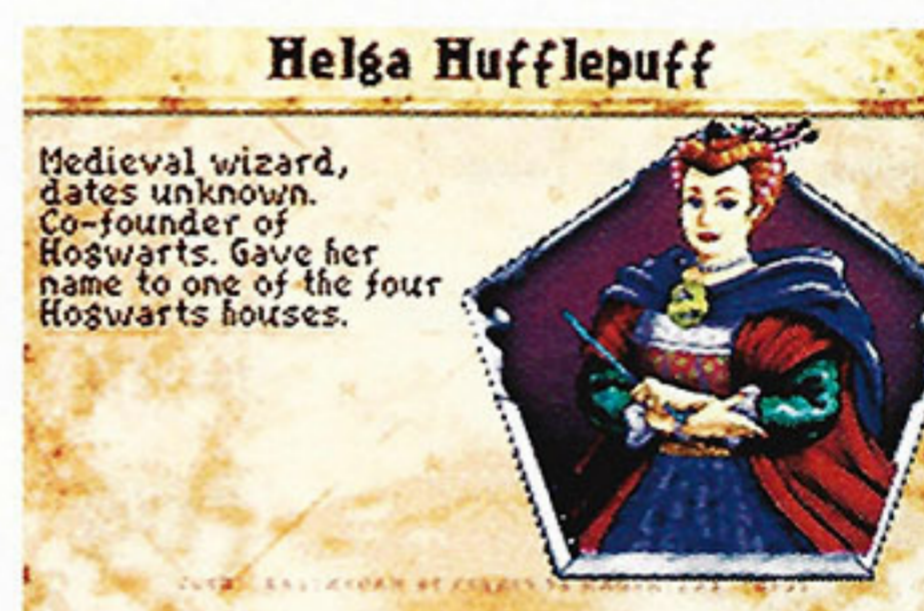 Helga Hufflepuff
Medieval wizard,
dates unknown.
Co-founder of
Hogwarts. Gave her
name to one of the four
Hogwarts houses.